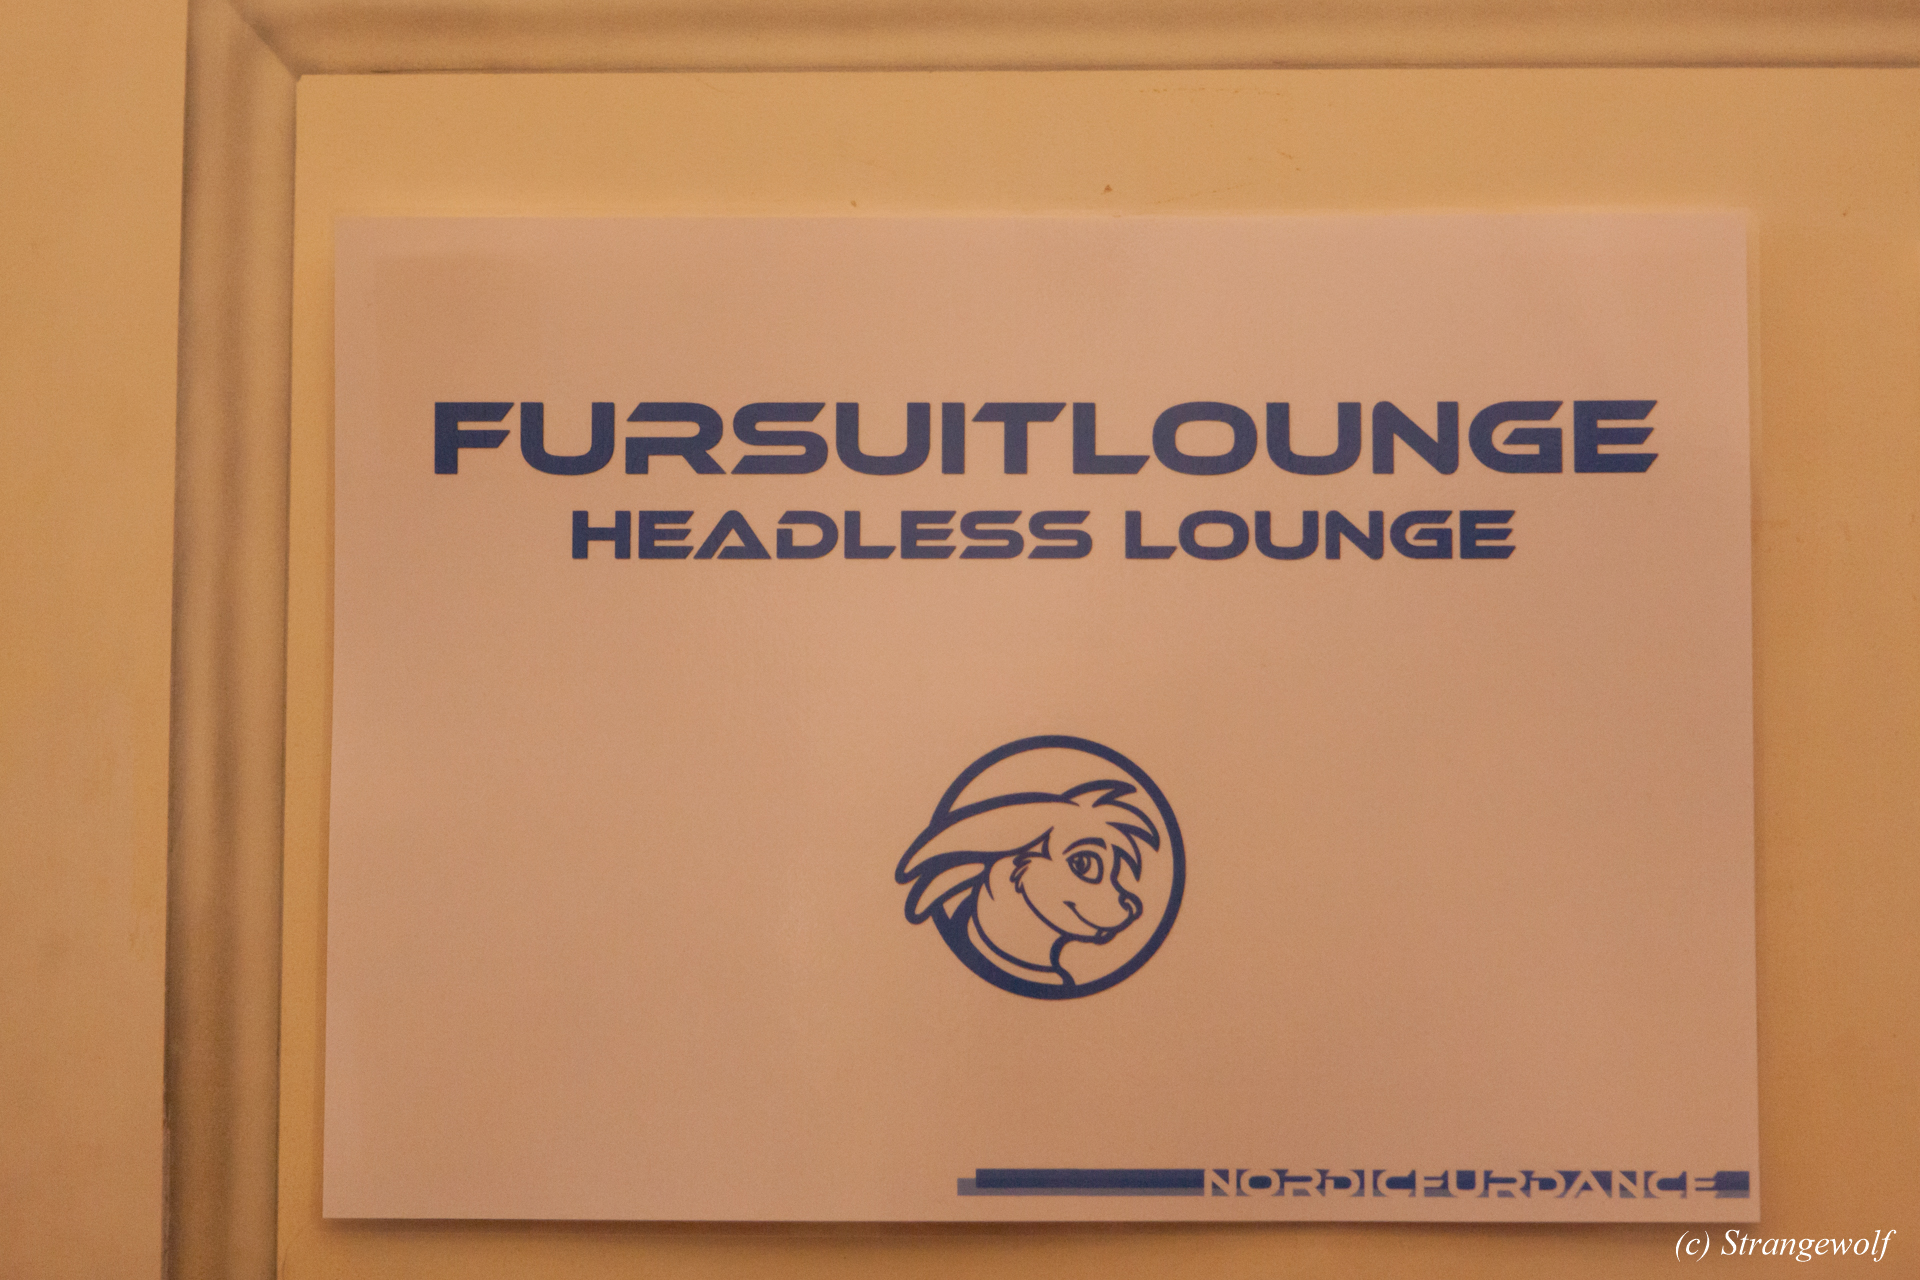 FURSUITLOUNGE
HEADLESS LOUNGE
NORDICFURDANCE
(c) Strangewolf